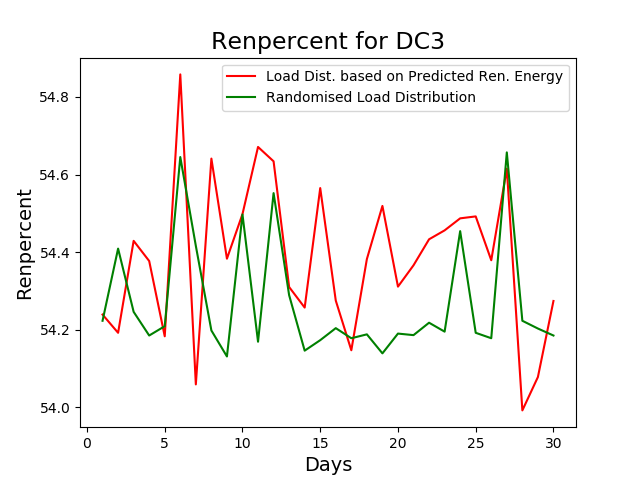 Renpercent for DC3
Load Dist. based on Predicted Ren. Energy
Randomised Load Distribution
Renpercent
54.8
54.6
54.4
54.2
54.0
0 5 10 15 20 25 30
Days